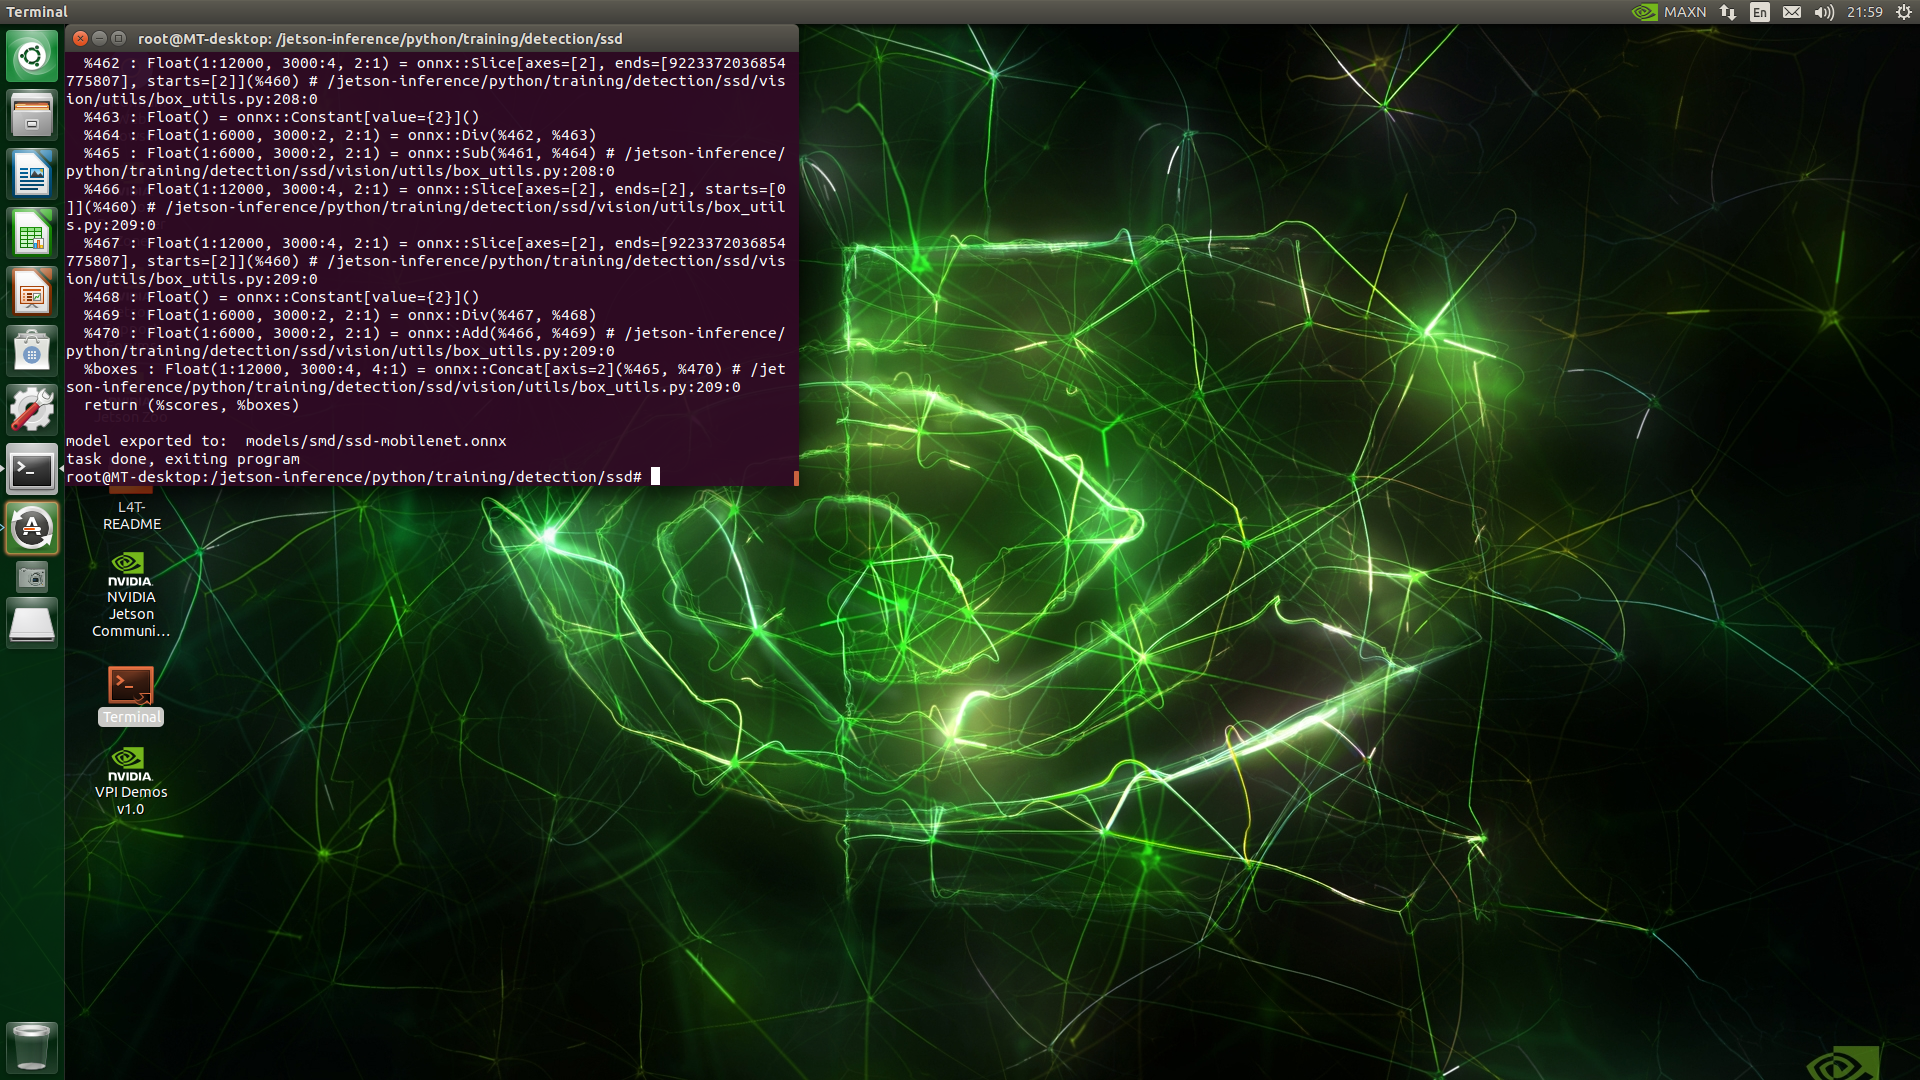 Terminal
MAXN
En
21:59
root@MT-desktop: /jetson-inference/python/training/detection/ssd
  %462 : Float(1:12000, 3000:4, 2:1) = onnx::Slice[axes=[2], ends=[9223372036854
775807], starts=[2]](%460) # /jetson-inference/python/training/detection/ssd/vis
ion/utils/box_utils.py:208:0
  %463 : Float() = onnx::Constant[value={2}]()
  %464 : Float(1:6000, 3000:2, 2:1) = onnx::Div(%462, %463)
  %465 : Float(1:6000, 3000:2, 2:1) = onnx::Sub(%461, %464) # /jetson-inference/
python/training/detection/ssd/vision/utils/box_utils.py:208:0
  %466 : Float(1:12000, 3000:4, 2:1) = onnx::Slice[axes=[2], ends=[2], starts=[0
]](%460) # /jetson-inference/python/training/detection/ssd/vision/utils/box_util
s.py:209:0
  %467 : Float(1:12000, 3000:4, 2:1) = onnx::Slice[axes=[2], ends=[9223372036854
775807], starts=[2]](%460) # /jetson-inference/python/training/detection/ssd/vis
ion/utils/box_utils.py:209:0
  %468 : Float() = onnx::Constant[value={2}]()
  %469 : Float(1:6000, 3000:2, 2:1) = onnx::Div(%467, %468)
  %470 : Float(1:6000, 3000:2, 2:1) = onnx::Add(%466, %469) # /jetson-inference/
python/training/detection/ssd/vision/utils/box_utils.py:209:0
  %boxes : Float(1:12000, 3000:4, 4:1) = onnx::Concat[axis=2](%465, %470) # /jet
son-inference/python/training/detection/ssd/vision/utils/box_utils.py:209:0
  return (%scores, %boxes)
model exported to:  models/smd/ssd-mobilenet.onnx
task done, exiting program
root@MT-desktop:/jetson-inference/python/training/detection/ssd#
L4T-
README
NVIDIA.
NVIDIA
Jetson
Communi...
Terminal
NVIDIA.
VPI Demos
v1.0